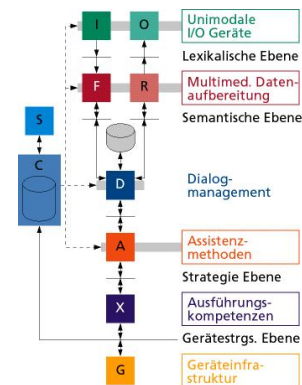 I
O
Unimodale
I/O Geräte
Lexikalische Ebene
F
R
Multimed. Daten-
aufbereitung
Semantische Ebene
S
C
D
Dialog-
management
A
Assistenz-
methoden
Strategie Ebene
X
Ausführungs-
kompetenzen
Gerätestrgs. Ebene
G
Geräteinfra-
struktur